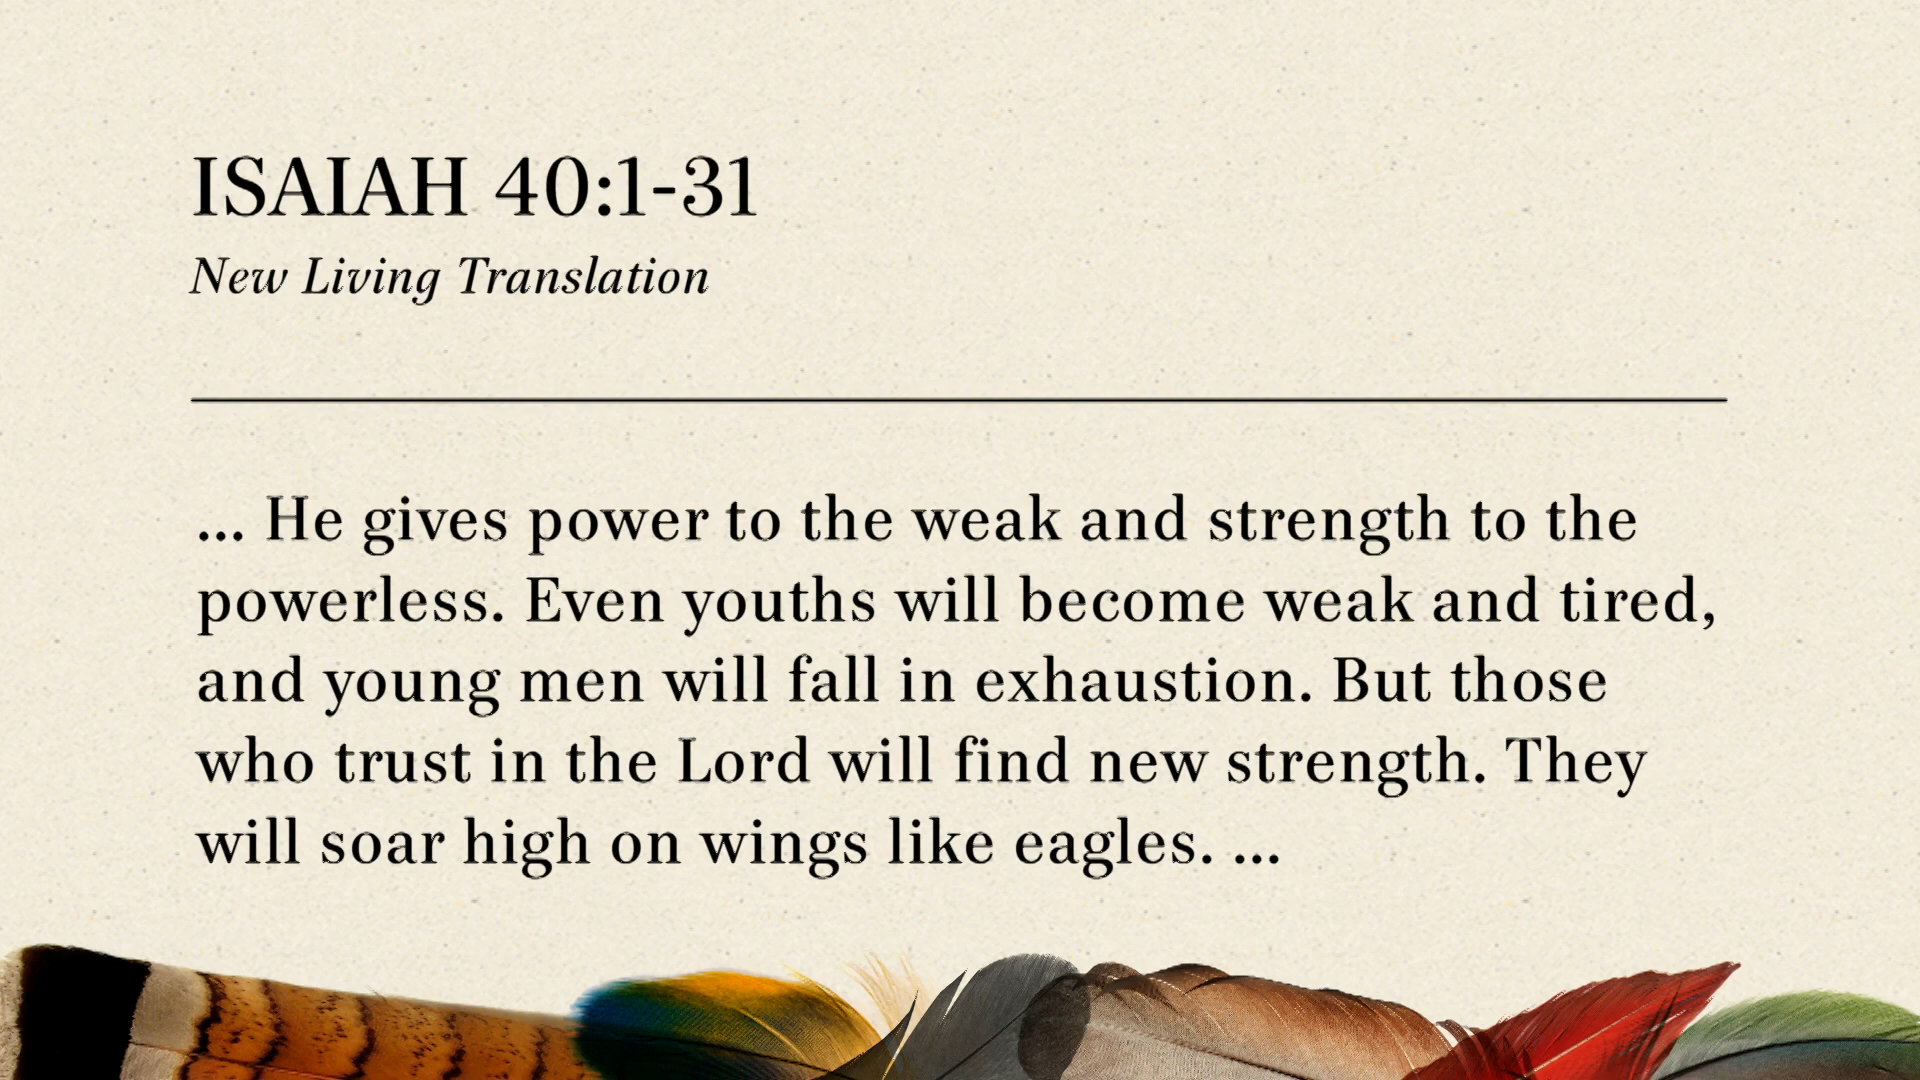 ISAIAH 40:1-31
New Living Translation
... He gives power to the weak and strength to the
powerless. Even youths will become weak and tired,
and young men will fall in exhaustion. But those
who trust in the Lord will find new strength. They
will soar high on wings like eagles. ...